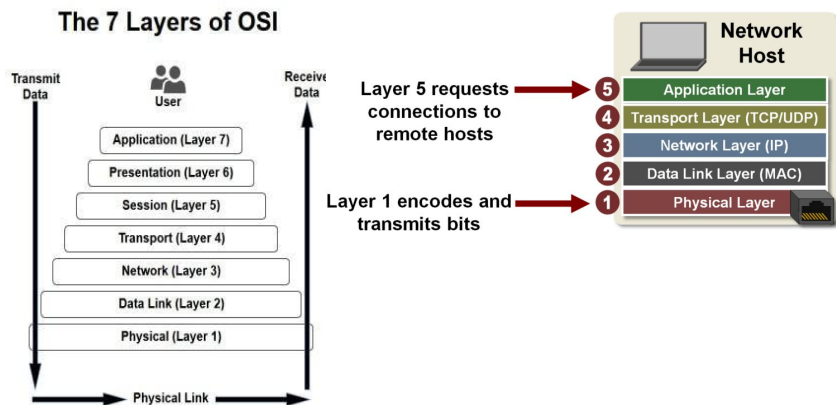 The 7 Layers of OSI
Transmit
Data
User
Receive
Data
Application (Layer 7)
Presentation (Layer 6)
Session (Layer 5)
Transport (Layer 4)
Network (Layer 3)
Data Link (Layer 2)
Physical (Layer 1)
Physical Link
Network
Host
Layer 5 requests
connections to
remote hosts
5 Application Layer
4 Transport Layer (TCP/UDP)
3 Network Layer (IP)
2 Data Link Layer (MAC)
Layer 1 encodes and
transmits bits
1 Physical Layer